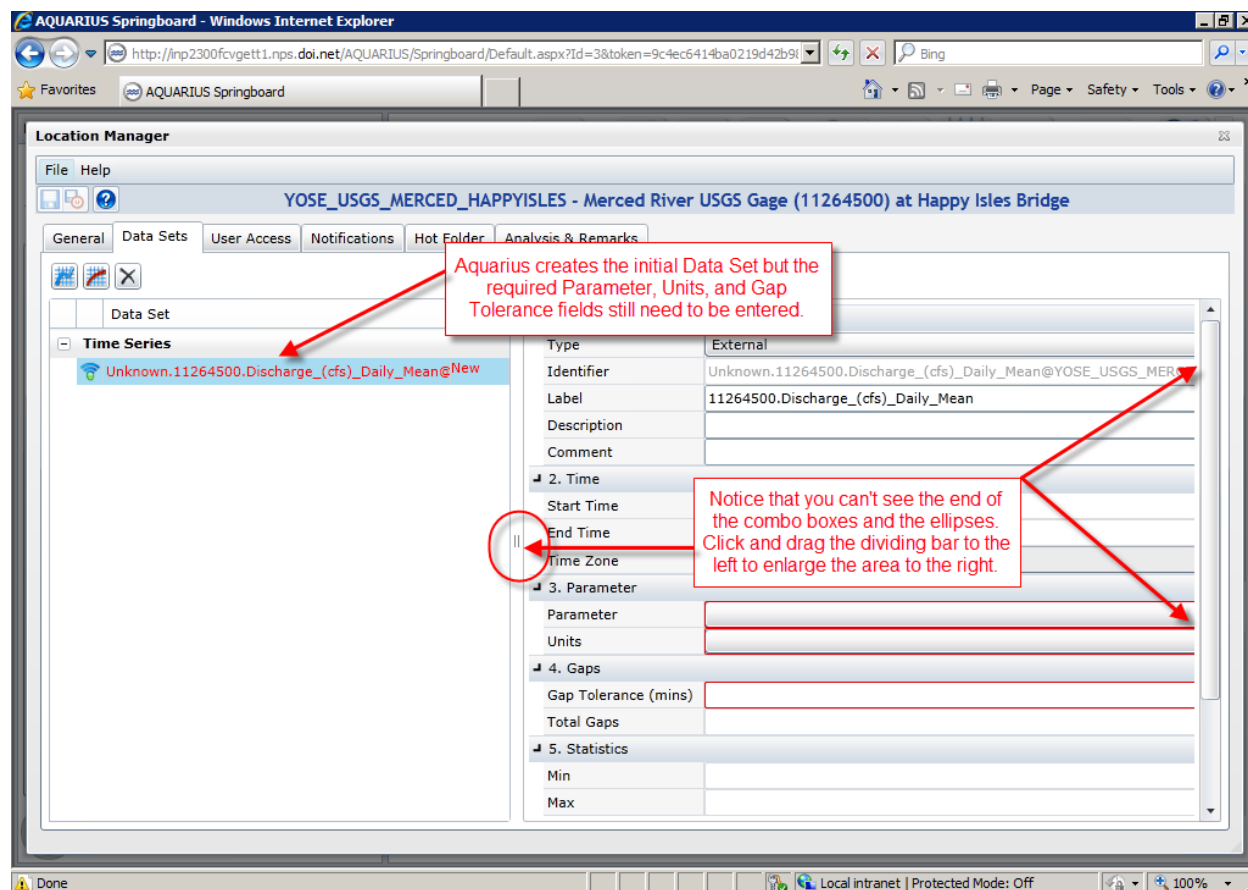 AQUARIUS Springboard - Windows Internet Explorer
http://inp2300fcvgett1.nps.doi.net/AQUARIUS/Springboard/Default.aspx?Id=3&token=9c4ec6414ba0219d42b98
Bing
Favorites
AQUARIUS Springboard
Page
Safety
Tools
Location Manager
File Help
YOSE_USGS_MERCED_HAPPYISLES - Merced River USGS Gage (11264500) at Happy Isles Bridge
General
Data Sets
User Access
Notifications
Hot Folder
Analysis & Remarks
Aquarius creates the initial Data Set but the
required Parameter, Units, and Gap
Tolerance fields still need to be entered.
Data Set
Time Series
Unknown.11264500.Discharge_(cfs)_Daily_Mean@New
Type External
Identifier Unknown.11264500.Discharge_(cfs)_Daily_Mean@YOSE_USGS_MERC
Label 11264500.Discharge_(cfs)_Daily_Mean
Description
Comment
2. Time
Start Time
End Time
Time Zone
Notice that you can't see the end of
the combo boxes and the ellipses.
Click and drag the dividing bar to the
left to enlarge the area to the right.
3. Parameter
Parameter
Units
4. Gaps
Gap Tolerance (mins)
Total Gaps
5. Statistics
Min
Max
Done
Local intranet | Protected Mode: Off
100%